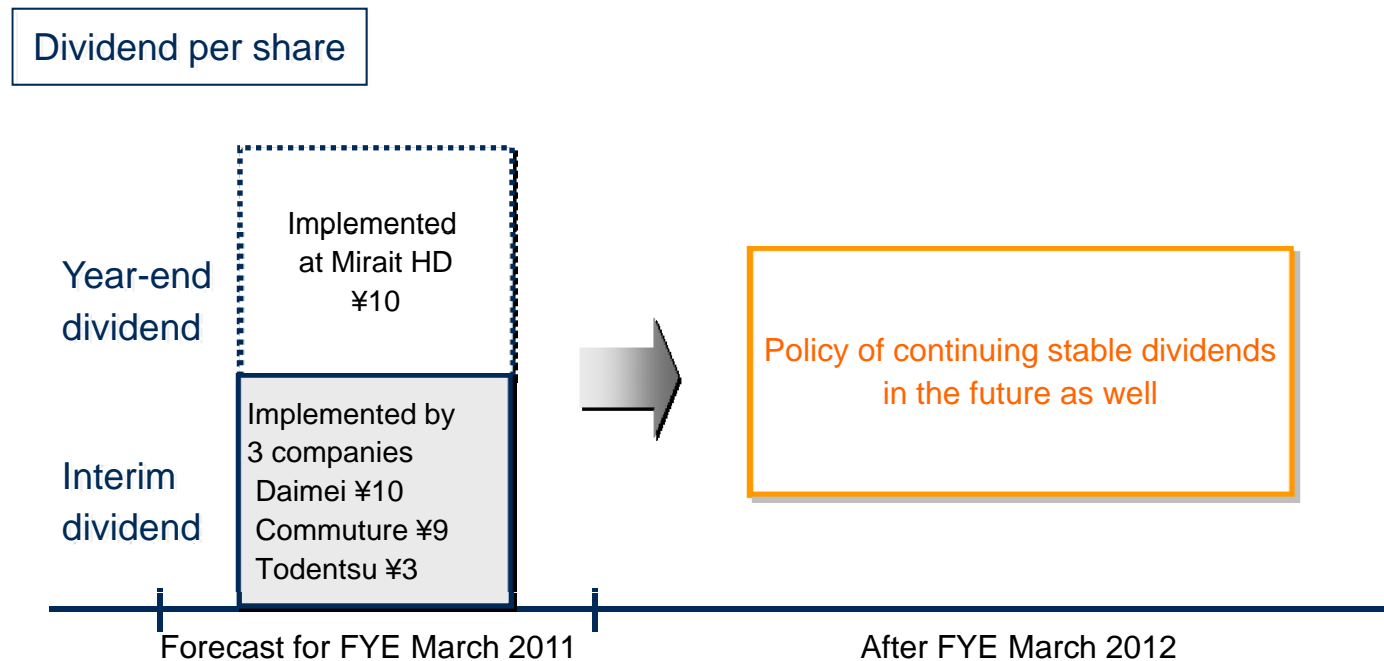 Dividend per share
Year-end
dividend
Implemented
at Mirait HD
¥10
Interim
dividend
Implemented by
3 companies
Daimei ¥10
Commuture ¥9
Todentsu ¥3
Policy of continuing stable dividends
in the future as well
Forecast for FYE March 2011
After FYE March 2012